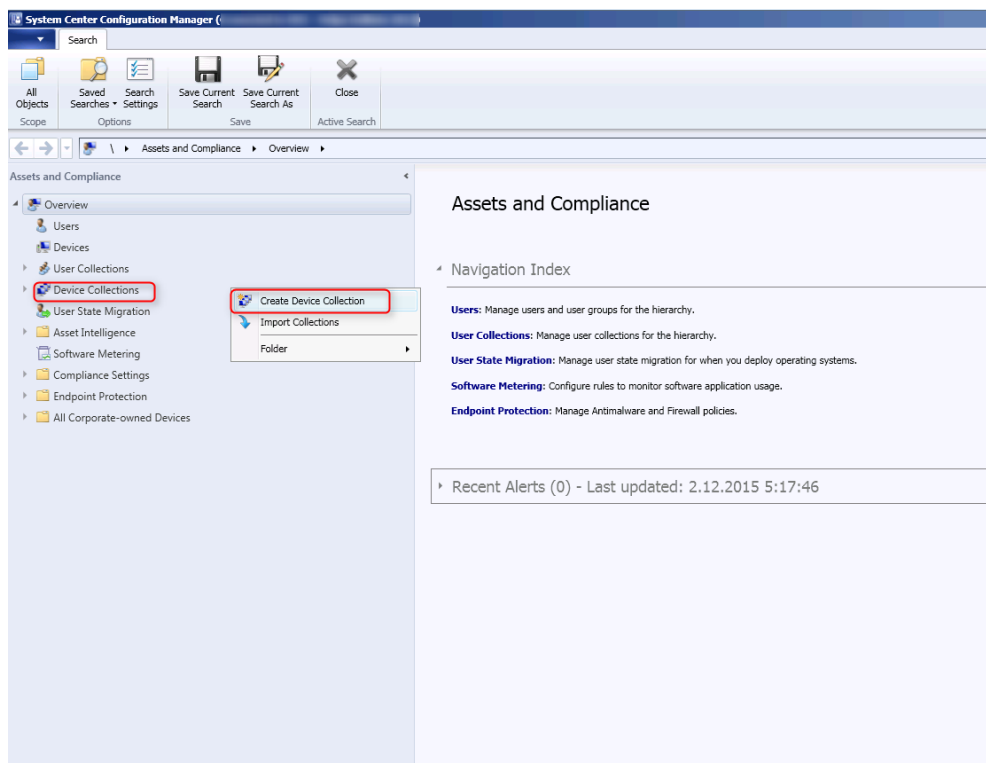 System Center Configuration Manager (
Search
All Objects
Saved Searches
Search Settings
Save Current Search
Save Current Search As
Close
Scope
Options
Save
Active Search
\ Assets and Compliance Overview
Assets and Compliance
Overview
Users
Devices
User Collections
Device Collections
User State Migration
Asset Intelligence
Software Metering
Compliance Settings
Endpoint Protection
All Corporate-owned Devices
Create Device Collection
Import Collections
Folder
Assets and Compliance
Navigation Index
Users: Manage users and user groups for the hierarchy.
User Collections: Manage user collections for the hierarchy.
User State Migration: Manage user state migration for when you deploy operating systems.
Software Metering: Configure rules to monitor software application usage.
Endpoint Protection: Manage Antimalware and Firewall policies.
Recent Alerts (0) - Last updated: 2.12.2015 5:17:46